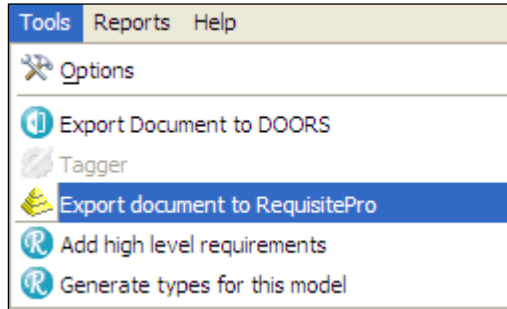 Tools Reports Help
Options
Export Document to DOORS
Tagger
Export document to RequisitePro
Add high level requirements
Generate types for this model